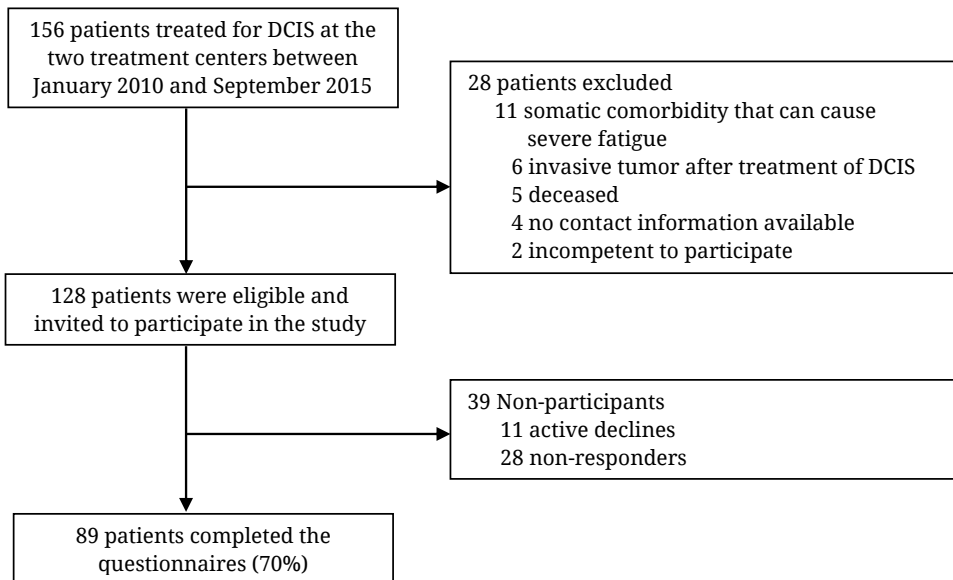 156 patients treated for DCIS at the
two treatment centers between
January 2010 and September 2015
28 patients excluded
11 somatic comorbidity that can cause
severe fatigue
6 invasive tumor after treatment of DCIS
5 deceased
4 no contact information available
2 incompetent to participate
128 patients were eligible and
invited to participate in the study
39 Non-participants
11 active declines
28 non-responders
89 patients completed the
questionnaires (70%)